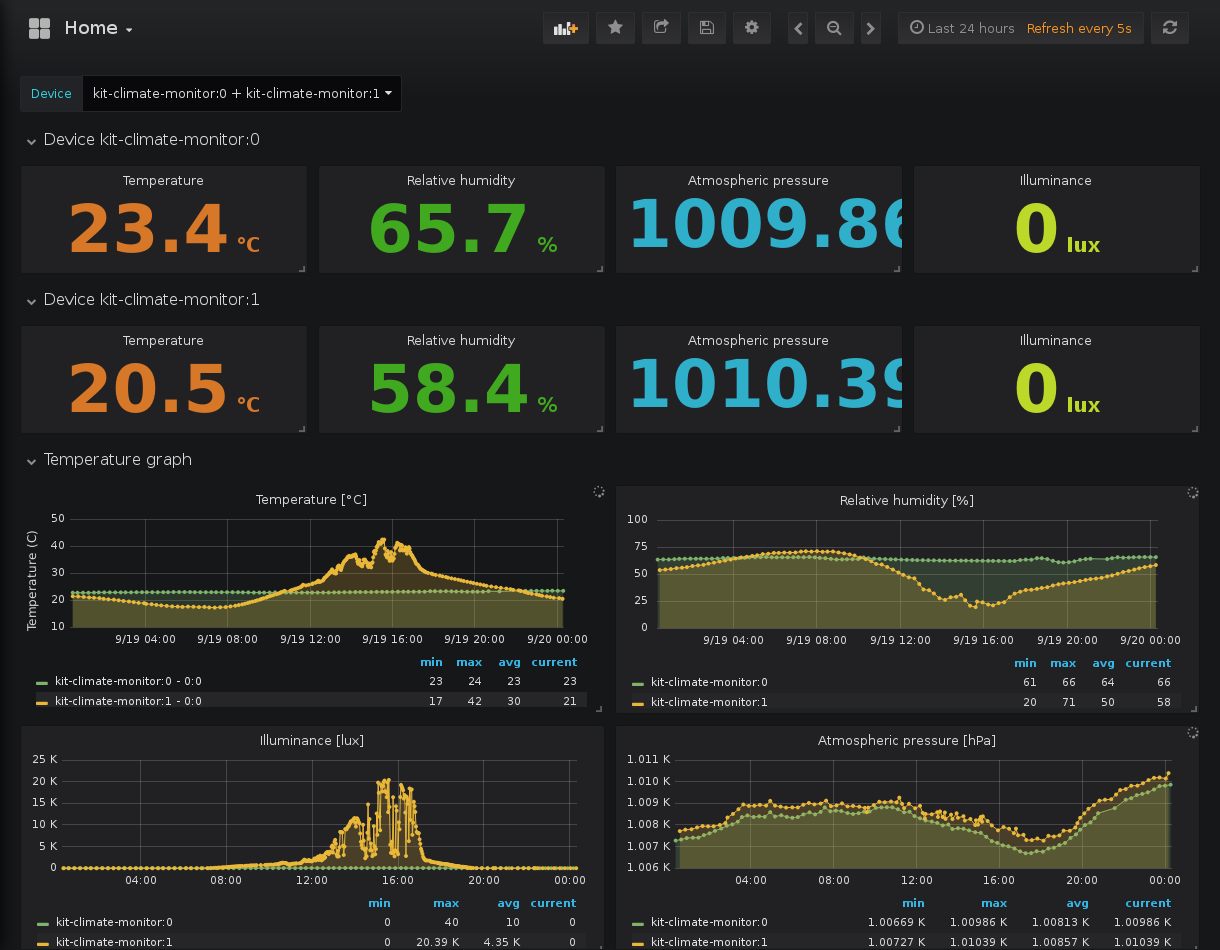 Home
Last 24 hours Refresh every 5s
Device kit-climate-monitor:0 + kit-climate-monitor:1
Device kit-climate-monitor:0
Temperature Relative humidity Atmospheric pressure Illuminance
23.4 °C 65.7 % 1009.86 0 lux
Device kit-climate-monitor:1
Temperature Relative humidity Atmospheric pressure Illuminance
20.5 °C 58.4 % 1010.39 0 lux
Temperature graph
Temperature [°C]
Temperature (C)
50
40
30
20
10
9/19 04:00 9/19 08:00 9/19 12:00 9/19 16:00 9/19 20:00 9/20 00:00
min max avg current
kit-climate-monitor:0 - 0:0 23 24 23 23
kit-climate-monitor:1 - 0:0 17 42 30 21
Relative humidity [%]
100
75
50
25
0
9/19 04:00 9/19 08:00 9/19 12:00 9/19 16:00 9/19 20:00 9/20 00:00
min max avg current
kit-climate-monitor:0 61 66 64 66
kit-climate-monitor:1 20 71 50 58
Illuminance [lux]
25 K
20 K
15 K
10 K
5 K
0
04:00 08:00 12:00 16:00 20:00 00:00
min max avg current
kit-climate-monitor:0 0 40 10 0
kit-climate-monitor:1 0 20.39 K 4.35 K 0
Atmospheric pressure [hPa]
1.011 K
1.010 K
1.009 K
1.008 K
1.007 K
1.006 K
04:00 08:00 12:00 16:00 20:00 00:00
min max avg current
kit-climate-monitor:0 1.00669 K 1.00986 K 1.00813 K 1.00986 K
kit-climate-monitor:1 1.00727 K 1.01039 K 1.00857 K 1.01039 K